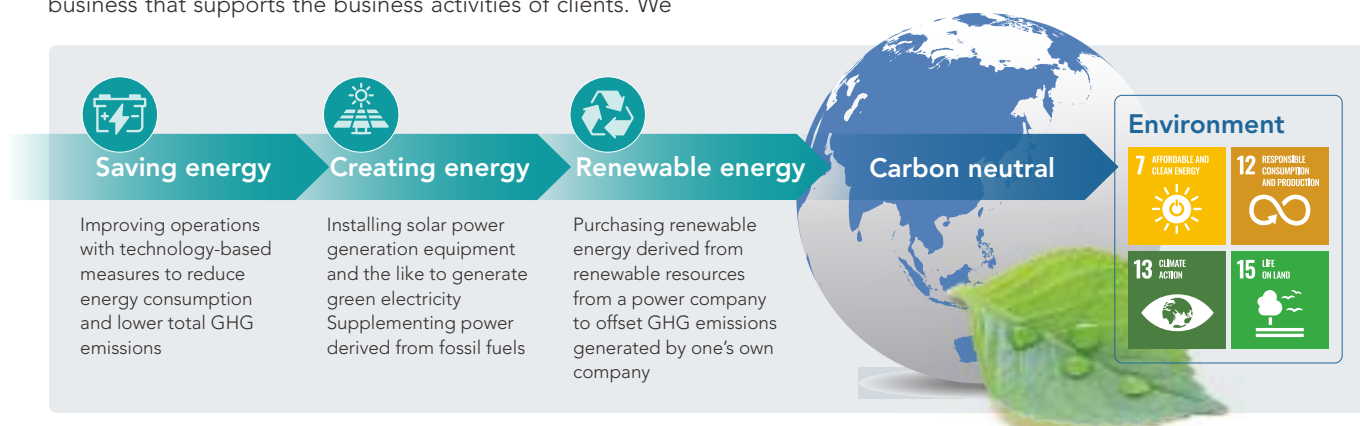 business that supports the business activities of clients. We
Saving energy
Improving operations
with technology-based
measures to reduce
energy consumption
and lower total GHG
emissions
Creating energy
Installing solar power
generation equipment
and the like to generate
green electricity
Supplementing power
derived from fossil fuels
Renewable energy
Purchasing renewable
energy derived from
renewable resources
from a power company
to offset GHG emissions
generated by one’s own
company
Carbon neutral
Environment
7 AFFORDABLE AND
CLEAN ENERGY
12 RESPONSIBLE
CONSUMPTION
AND PRODUCTION
13 CLIMATE
ACTION
15 LIFE
ON LAND